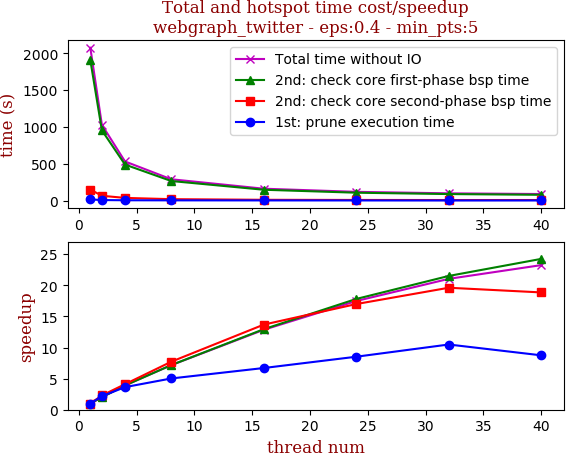 Total and hotspot time cost/speedup
webgraph_twitter - eps:0.4 - min_pts:5
time (s)
2000
1500
1000
500
0
Total time without IO
2nd: check core first-phase bsp time
2nd: check core second-phase bsp time
1st: prune execution time
0 5 10 15 20 25 30 35 40
speedup
25
20
15
10
5
0
0 5 10 15 20 25 30 35 40
thread num